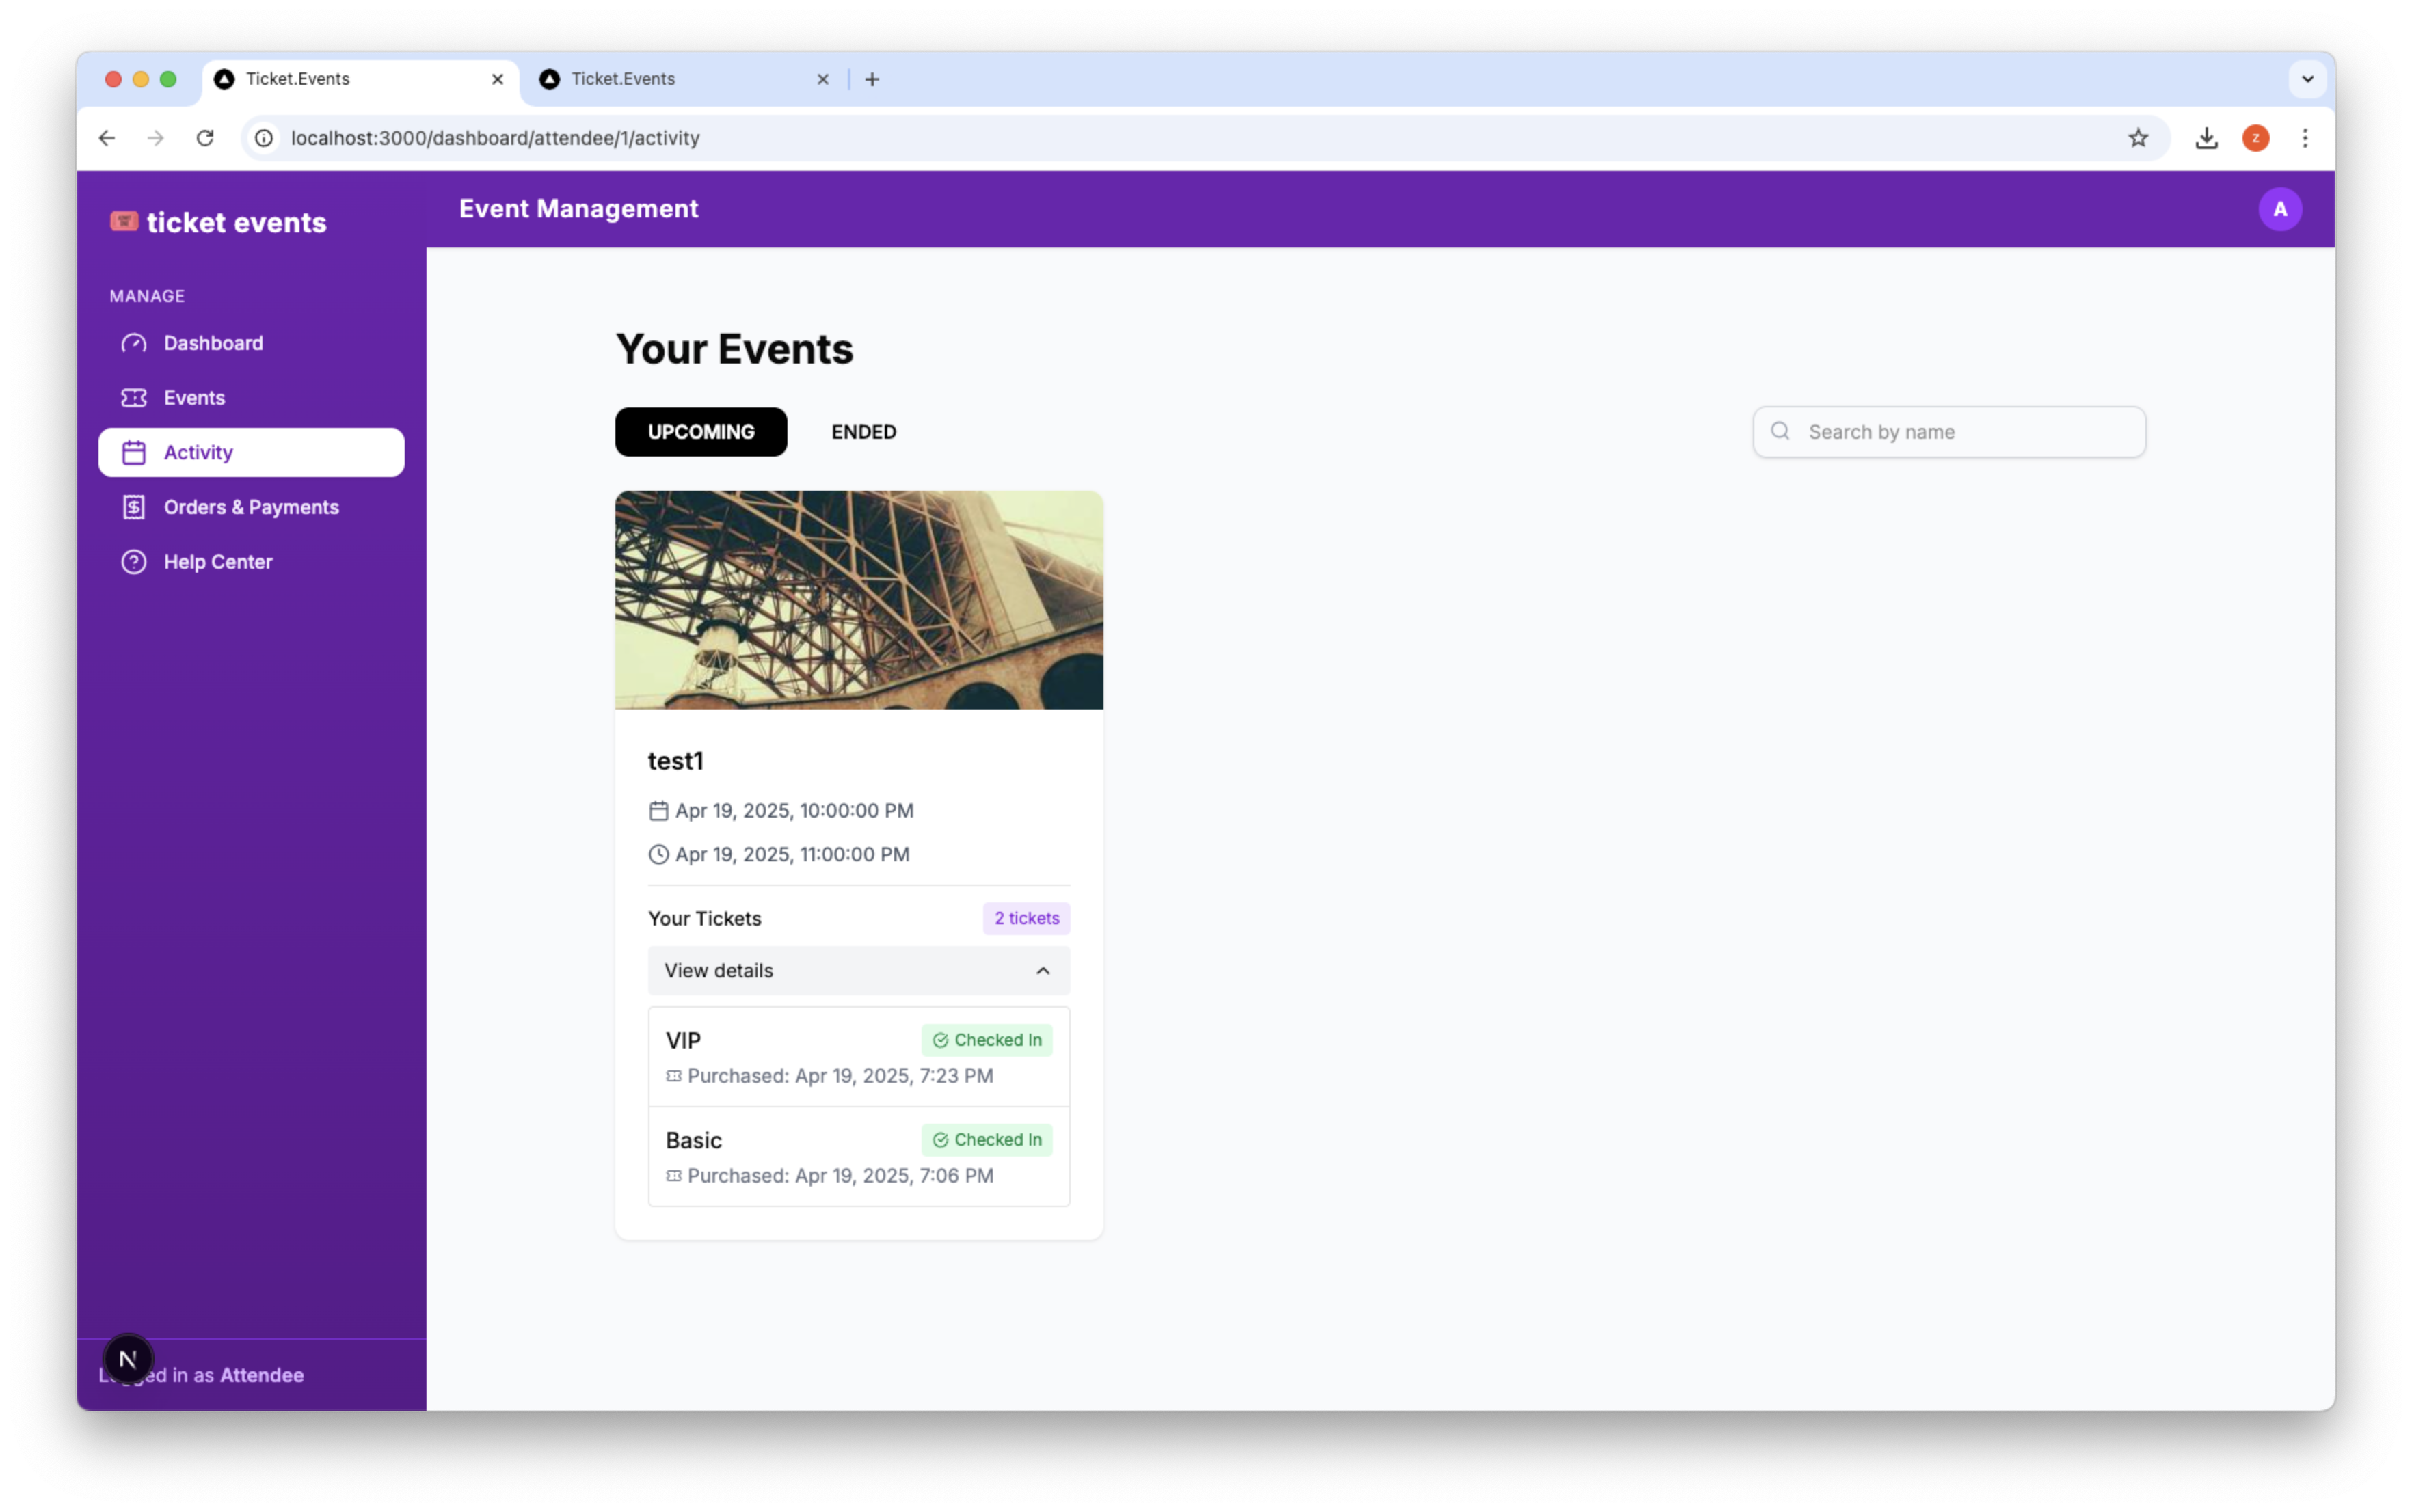 Ticket.Events
Ticket.Events
localhost:3000/dashboard/attendee/1/activity
Z
ticket events
Event Management
A
MANAGE
Dashboard
Events
Activity
Orders & Payments
Help Center
Your Events
UPCOMING ENDED
Search by name
test1
Apr 19, 2025, 10:00:00 PM
Apr 19, 2025, 11:00:00 PM
Your Tickets 2 tickets
View details
VIP Checked In
Purchased: Apr 19, 2025, 7:23 PM
Basic Checked In
Purchased: Apr 19, 2025, 7:06 PM
N
in as Attendee